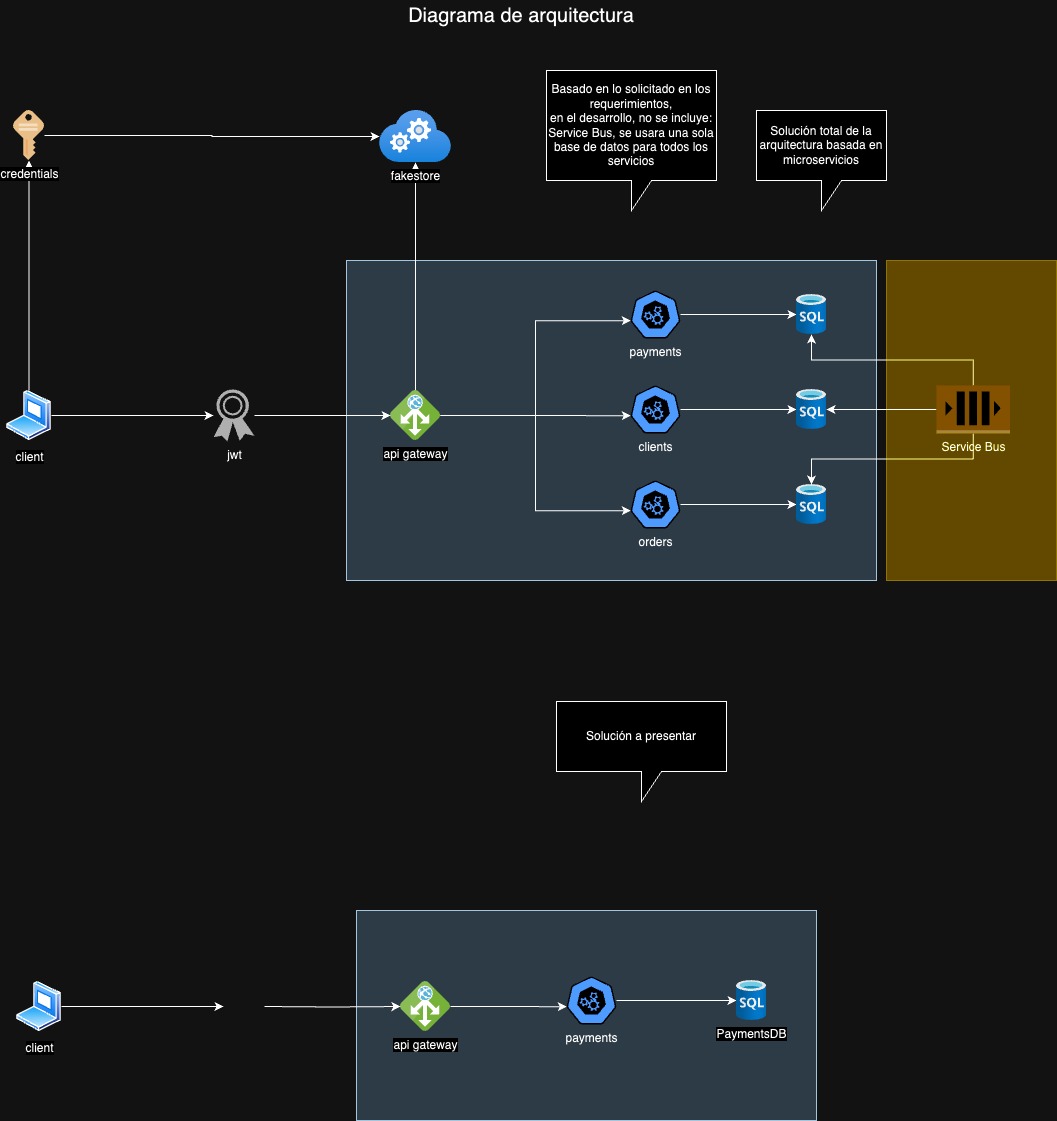 Diagrama de arquitectura
Basado en lo solicitado en los
requerimientos,
en el desarrollo, no se incluye:
Service Bus, se usara una sola
base de datos para todos los
servicios
Solución total de la
arquitectura basada en
microservicios
credentials
fakestore
payments
SQL
client
jwt
api gateway
clients
SQL
Service Bus
orders
SQL
Solución a presentar
client
api gateway
payments
SQL
PaymentsDB